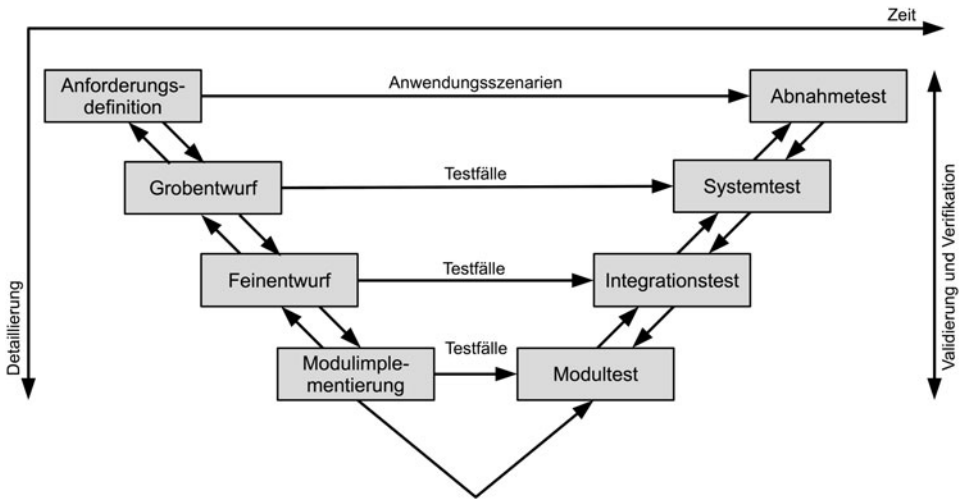 Zeit
Anforderungs-
definition
Anwendungsszenarien
Abnahmetest
Grobentwurf
Testfälle
Systemtest
Feinentwurf
Testfälle
Integrationstest
Modulimple-
mentierung
Testfälle
Modultest
Detaillierung
Validierung und Verifikation